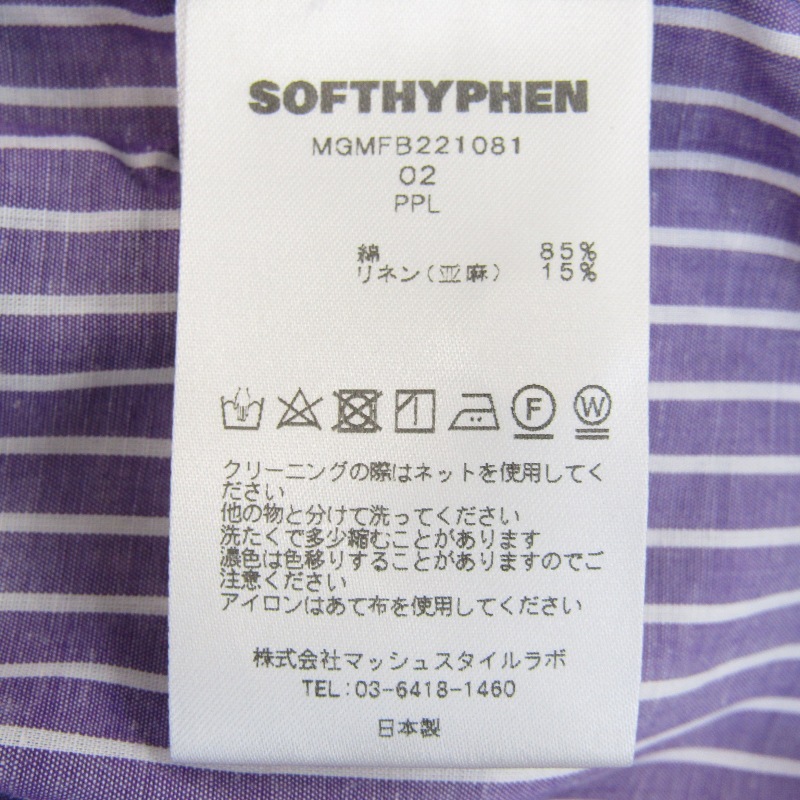 SOFTHYPHEN
MGMFB221081
02
PPL
綿 85%
リネン(亜麻) 15%
F W
クリーニングの際はネットを使用してく
ださい
他の物と分けて洗ってください
洗たくで多少縮むことがあります
濃色は色移りすることがありますのでご
注意ください
アイロンはあて布を使用してください
株式会社マッシュスタイルラボ
TEL:03-6418-1460
日本製